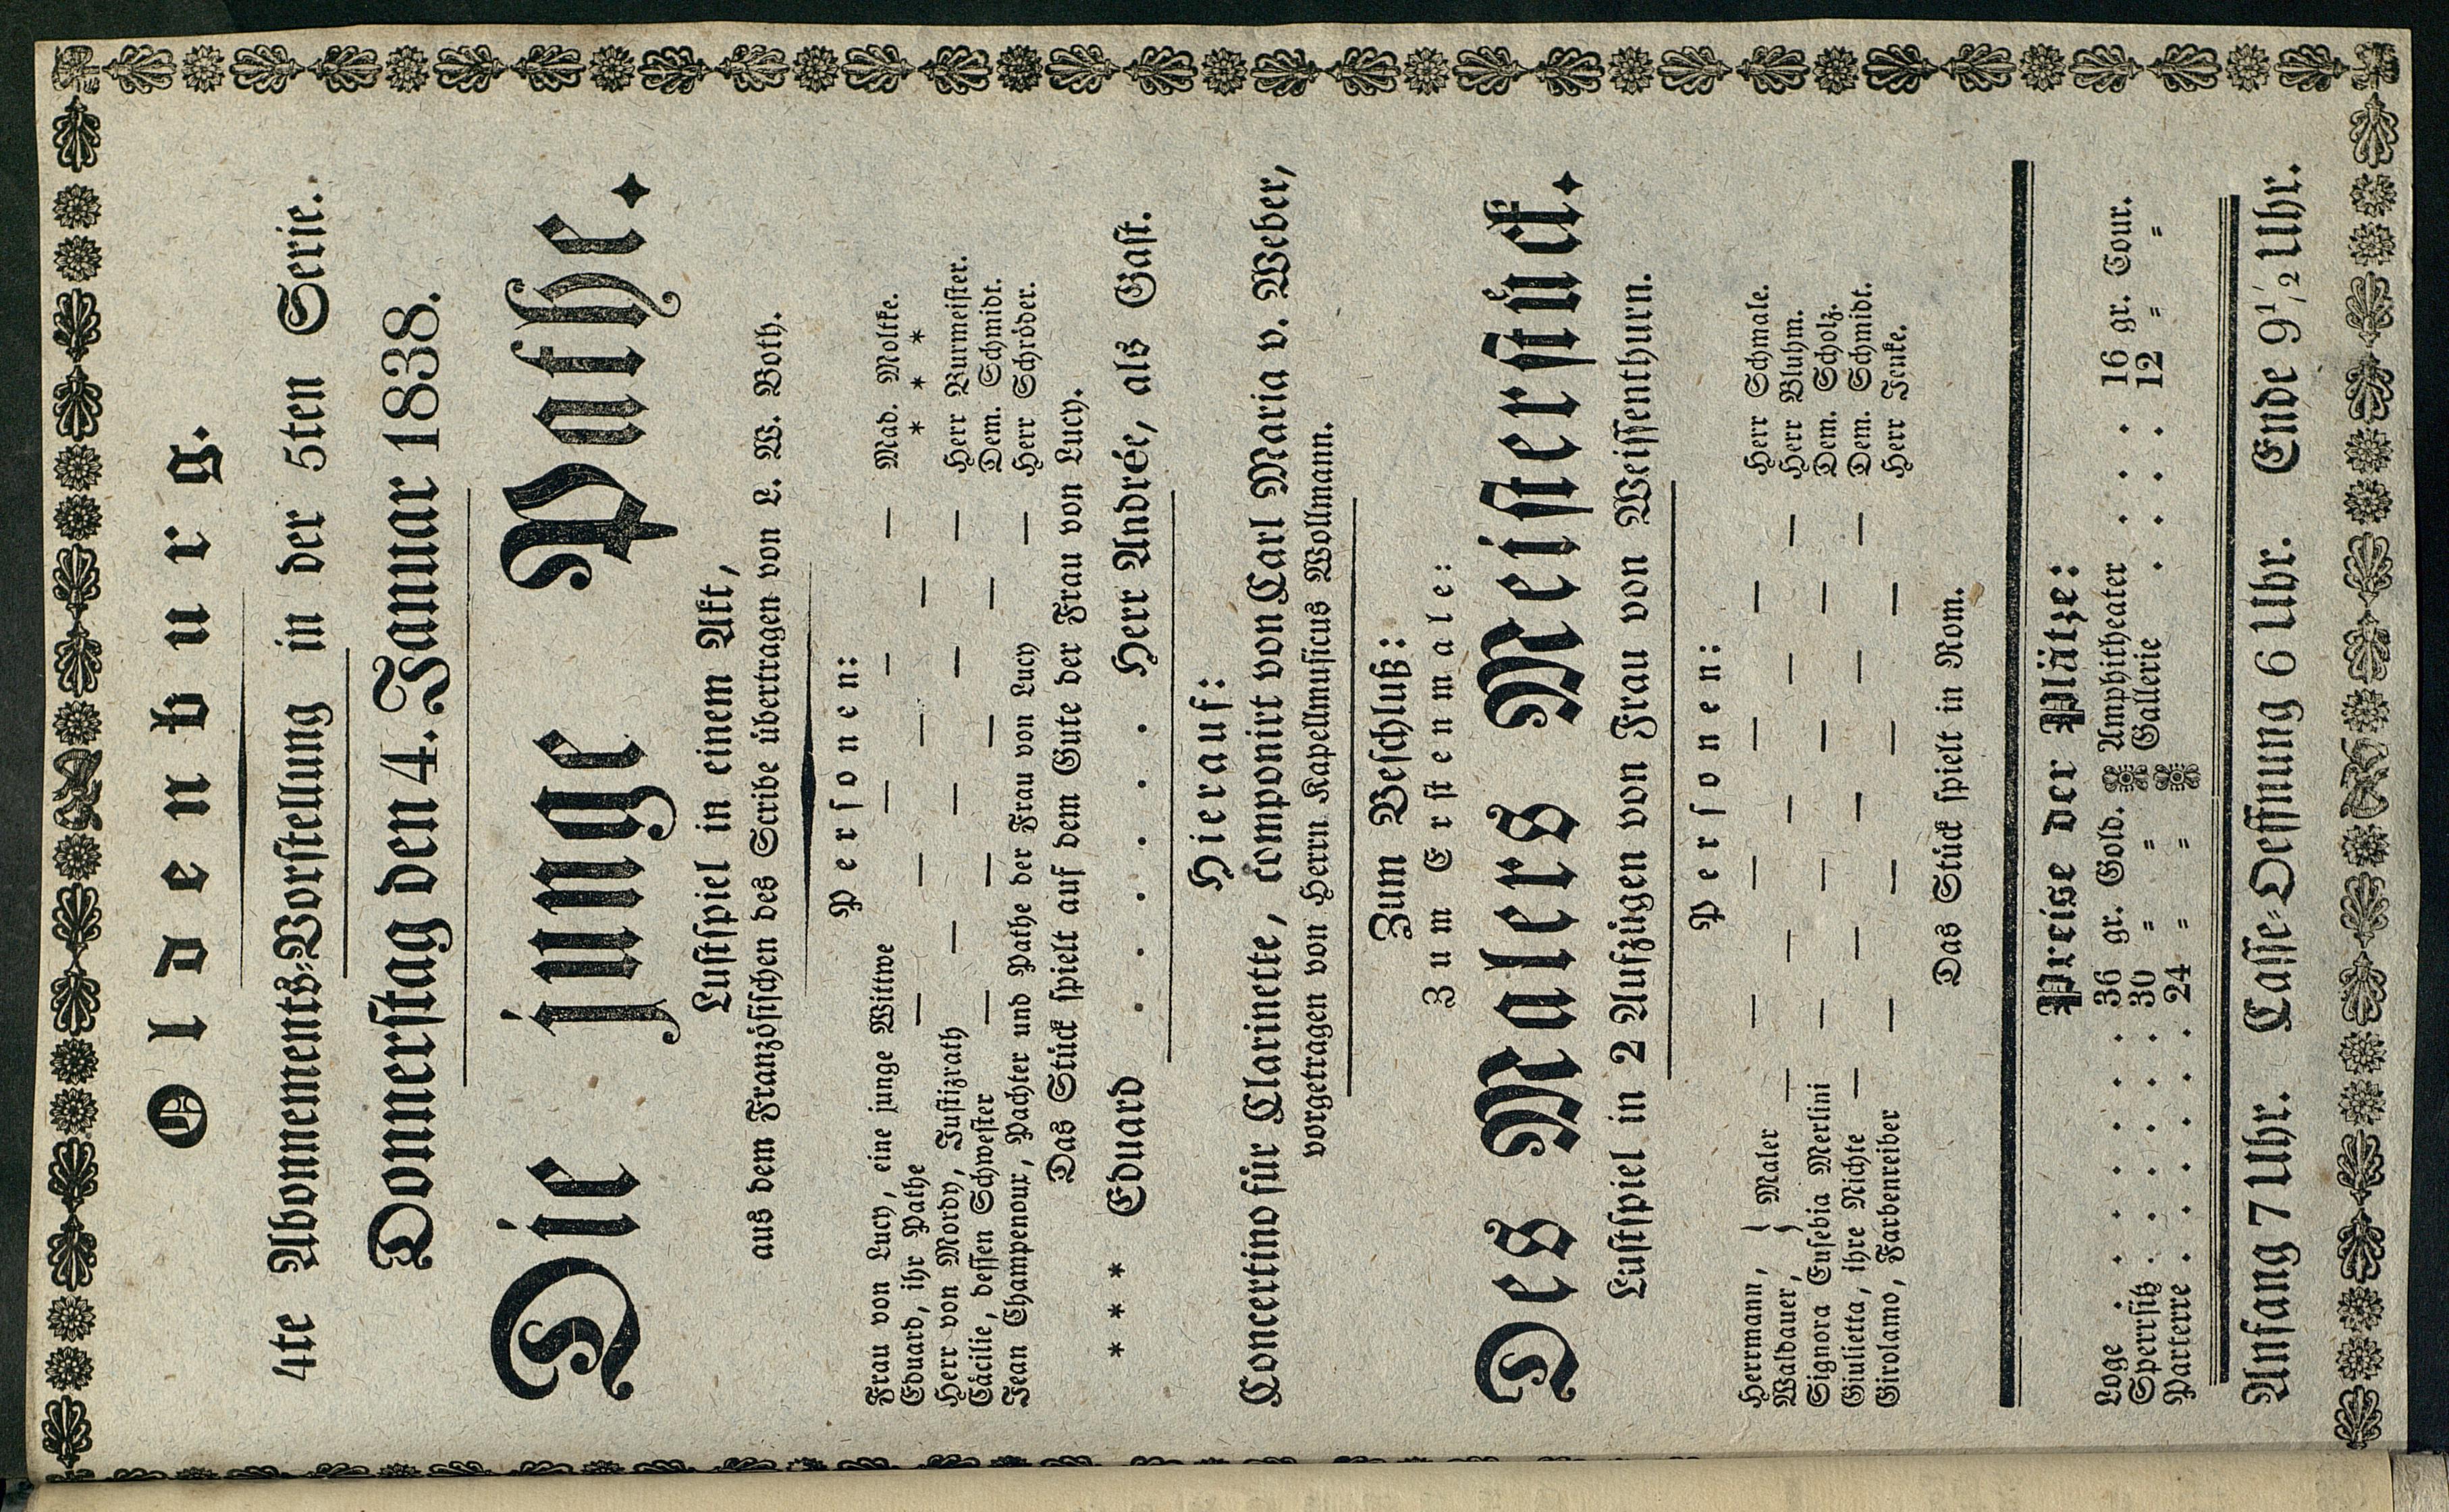 Oldenburg.
4te Abonnements-Vorstellung in der 5ten Serie.
Donnerstag den 4. Januar 1838.
Die junge Pathe.
Lustspiel in einem Akt,
aus dem Französischen des Scribe übertragen von L. W. Both.
Personen:
Frau von Lucy, eine junge Wittwe — — — Mad. Moltke.
Eduard, ihr Pathe — — — — * * *
Herr von Mordy, Justizrath — — — — Herr Burmeister.
Cäcilie, dessen Schwester — — — — Dem. Schmidt.
Jean Champenour, Pachter und Pathe der Frau von Lucy — Herr Schröder.
Das Stück spielt auf dem Gute der Frau von Lucy.
* * * Eduard . . . . . . Herr Andrée, als Gast.
Hierauf:
Concertino für Clarinette, componirt von Carl Maria v. Weber,
vorgetragen von Herrn Kapellmusicus Wollmann.
Zum Beschluß:
Zum Erstenmale:
Des Malers Meisterstück.
Lustspiel in 2 Aufzügen von Frau von Weissenthurn.
Personen:
Herrmann, } Maler — — — — Herr Schmale.
Waldauer, } — — — — — Herr Bluhm.
Signora Eusebia Merlini — — — — Dem. Scholz.
Giulietta, ihre Nichte — — — — — Dem. Schmidt.
Girolamo, Farbenreiber — — — — Herr Jenke.
Das Stück spielt in Rom.
Preise der Plätze:
Loge . . . . . 36 gr. Gold. Amphitheater . . . 16 gr. Cour.
Sperrsitz . . . . . 30 " " Gallerie . . . . 12 " "
Parterre . . . . . 24 " "
Anfang 7 Uhr. Casse-Oeffnung 6 Uhr. Ende 9 1/2 Uhr.